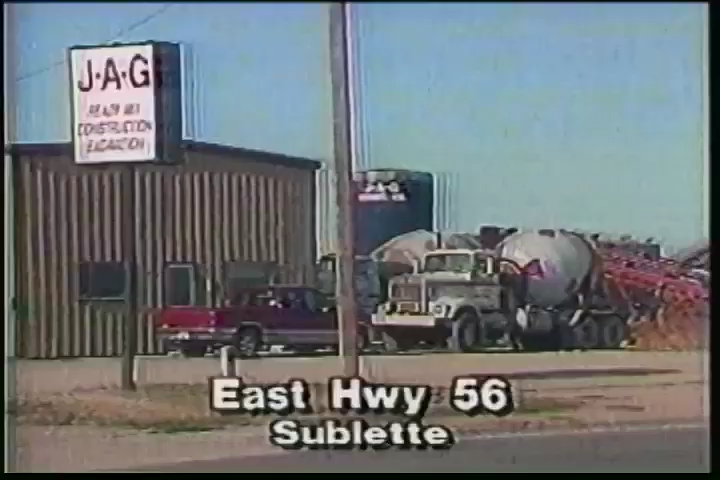 J·A·G
READY MIX
CONSTRUCTION
EXCAVATION
J·A·G
East Hwy 56
Sublette